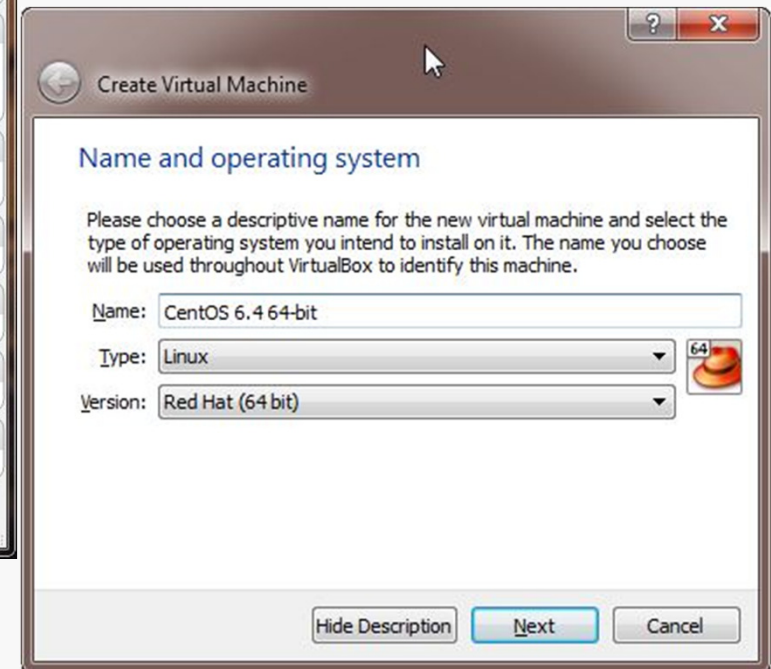 ?
x
Create Virtual Machine
Name and operating system
Please choose a descriptive name for the new virtual machine and select the
type of operating system you intend to install on it. The name you choose
will be used throughout VirtualBox to identify this machine.
Name: CentOS 6.4 64-bit
Type: Linux
64
Version: Red Hat (64 bit)
Hide Description Next Cancel